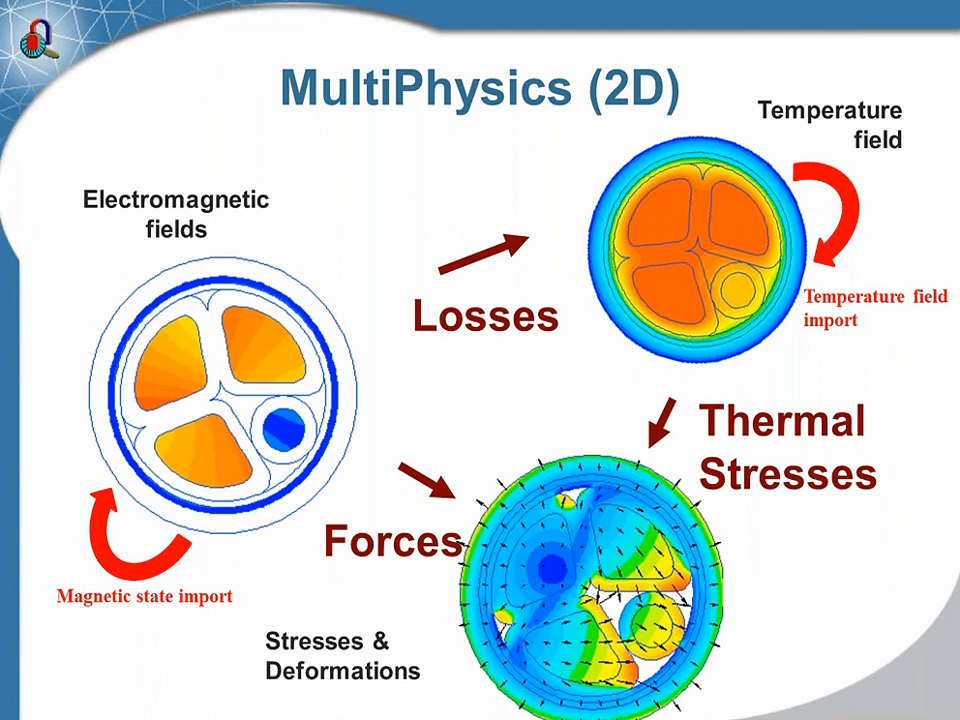 MultiPhysics (2D)
Temperature
field
Electromagnetic
fields
Losses
Temperature field
import
Thermal
Stresses
Forces
Magnetic state import
Stresses &
Deformations